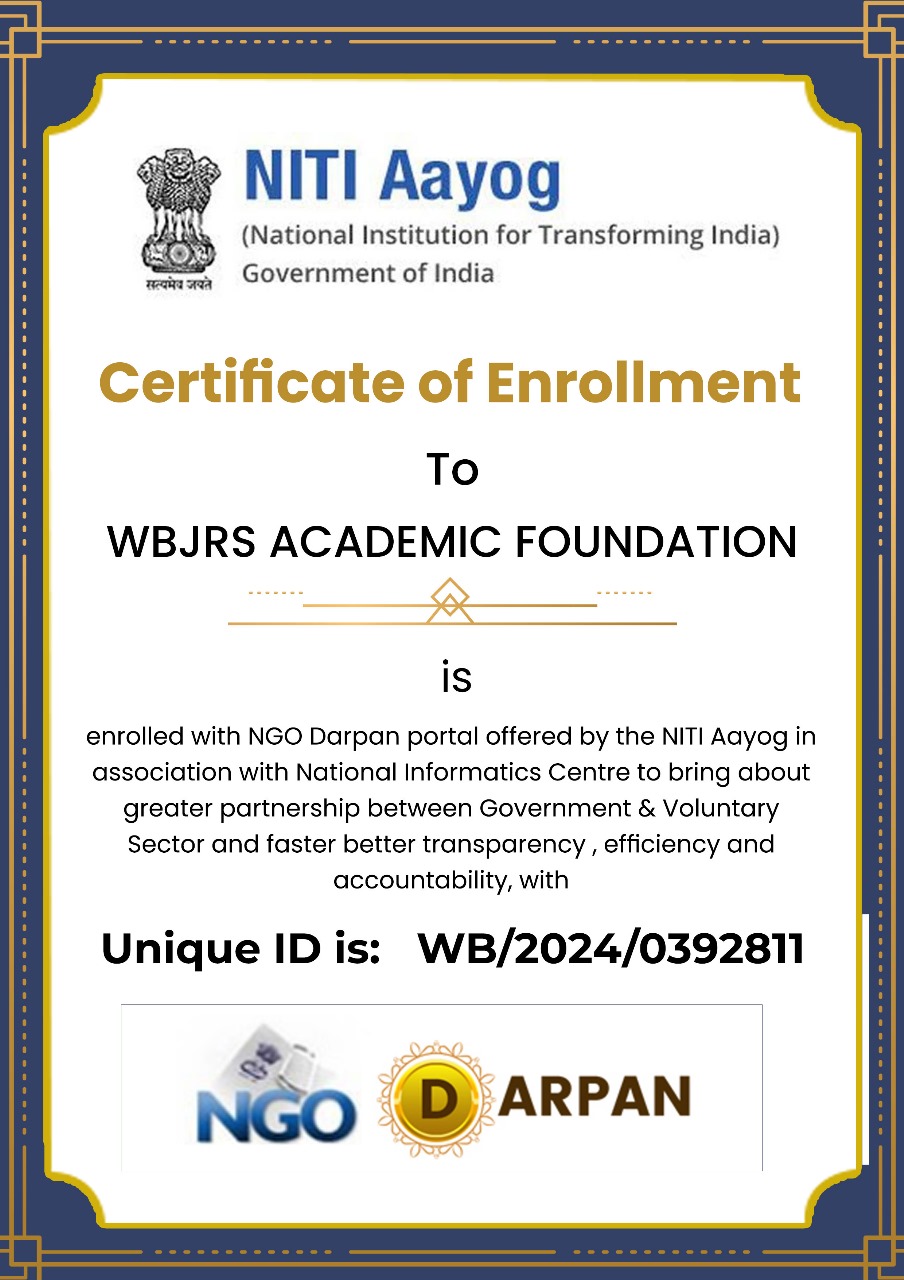 NITI Aayog
(National Institution for Transforming India)
Government of India
सत्यमेव जयते
Certificate of Enrollment
To
WBJRS ACADEMIC FOUNDATION
is
enrolled with NGO Darpan portal offered by the NITI Aayog in
association with National Informatics Centre to bring about
greater partnership between Government & Voluntary
Sector and faster better transparency , efficiency and
accountability, with
Unique ID is: WB/2024/0392811
NGO DARPAN